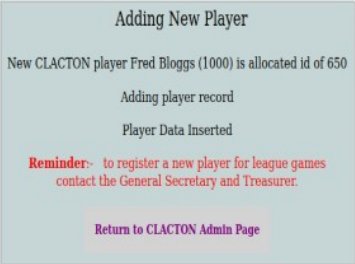 Adding New Player
New CLACTON player Fred Bloggs (1000) is allocated id of 650
Adding player record
Player Data Inserted
Reminder:- to register a new player for league games
contact the General Secretary and Treasurer.
Return to CLACTON Admin Page